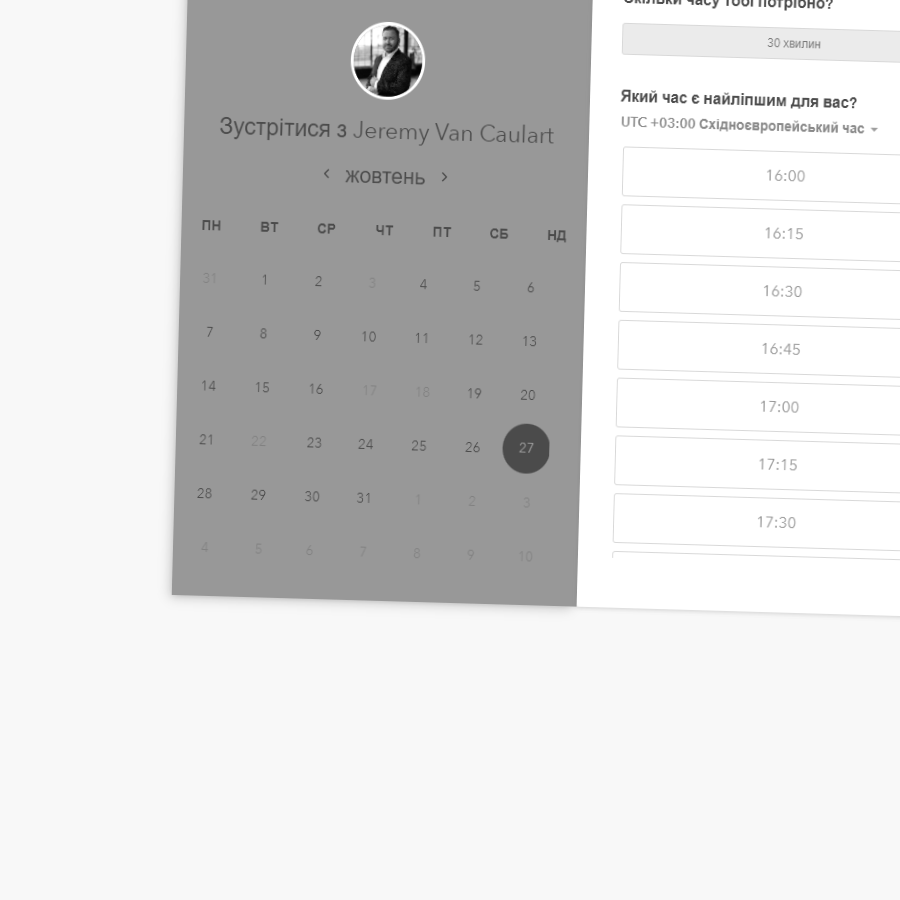 Зустрітися з Jeremy Van Caulart
жовтень
ПН ВТ СР ЧТ ПТ СБ НД
31 1 2 3 4 5 6
7 8 9 10 11 12 13
14 15 16 17 18 19 20
21 22 23 24 25 26 27
28 29 30 31 1 2 3
4 5 6 7 8 9 10
Скільки часу тобі потрібно?
30 хвилин
Який час є найліпшим для вас?
UTC +03:00 Східноєвропейський час
16:00
16:15
16:30
16:45
17:00
17:15
17:30